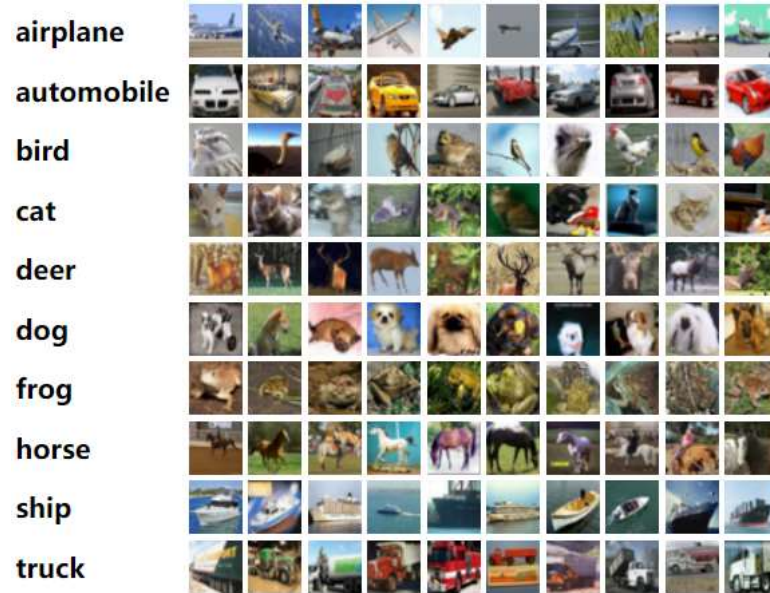 airplane
automobile
bird
cat
deer
dog
frog
horse
ship
truck